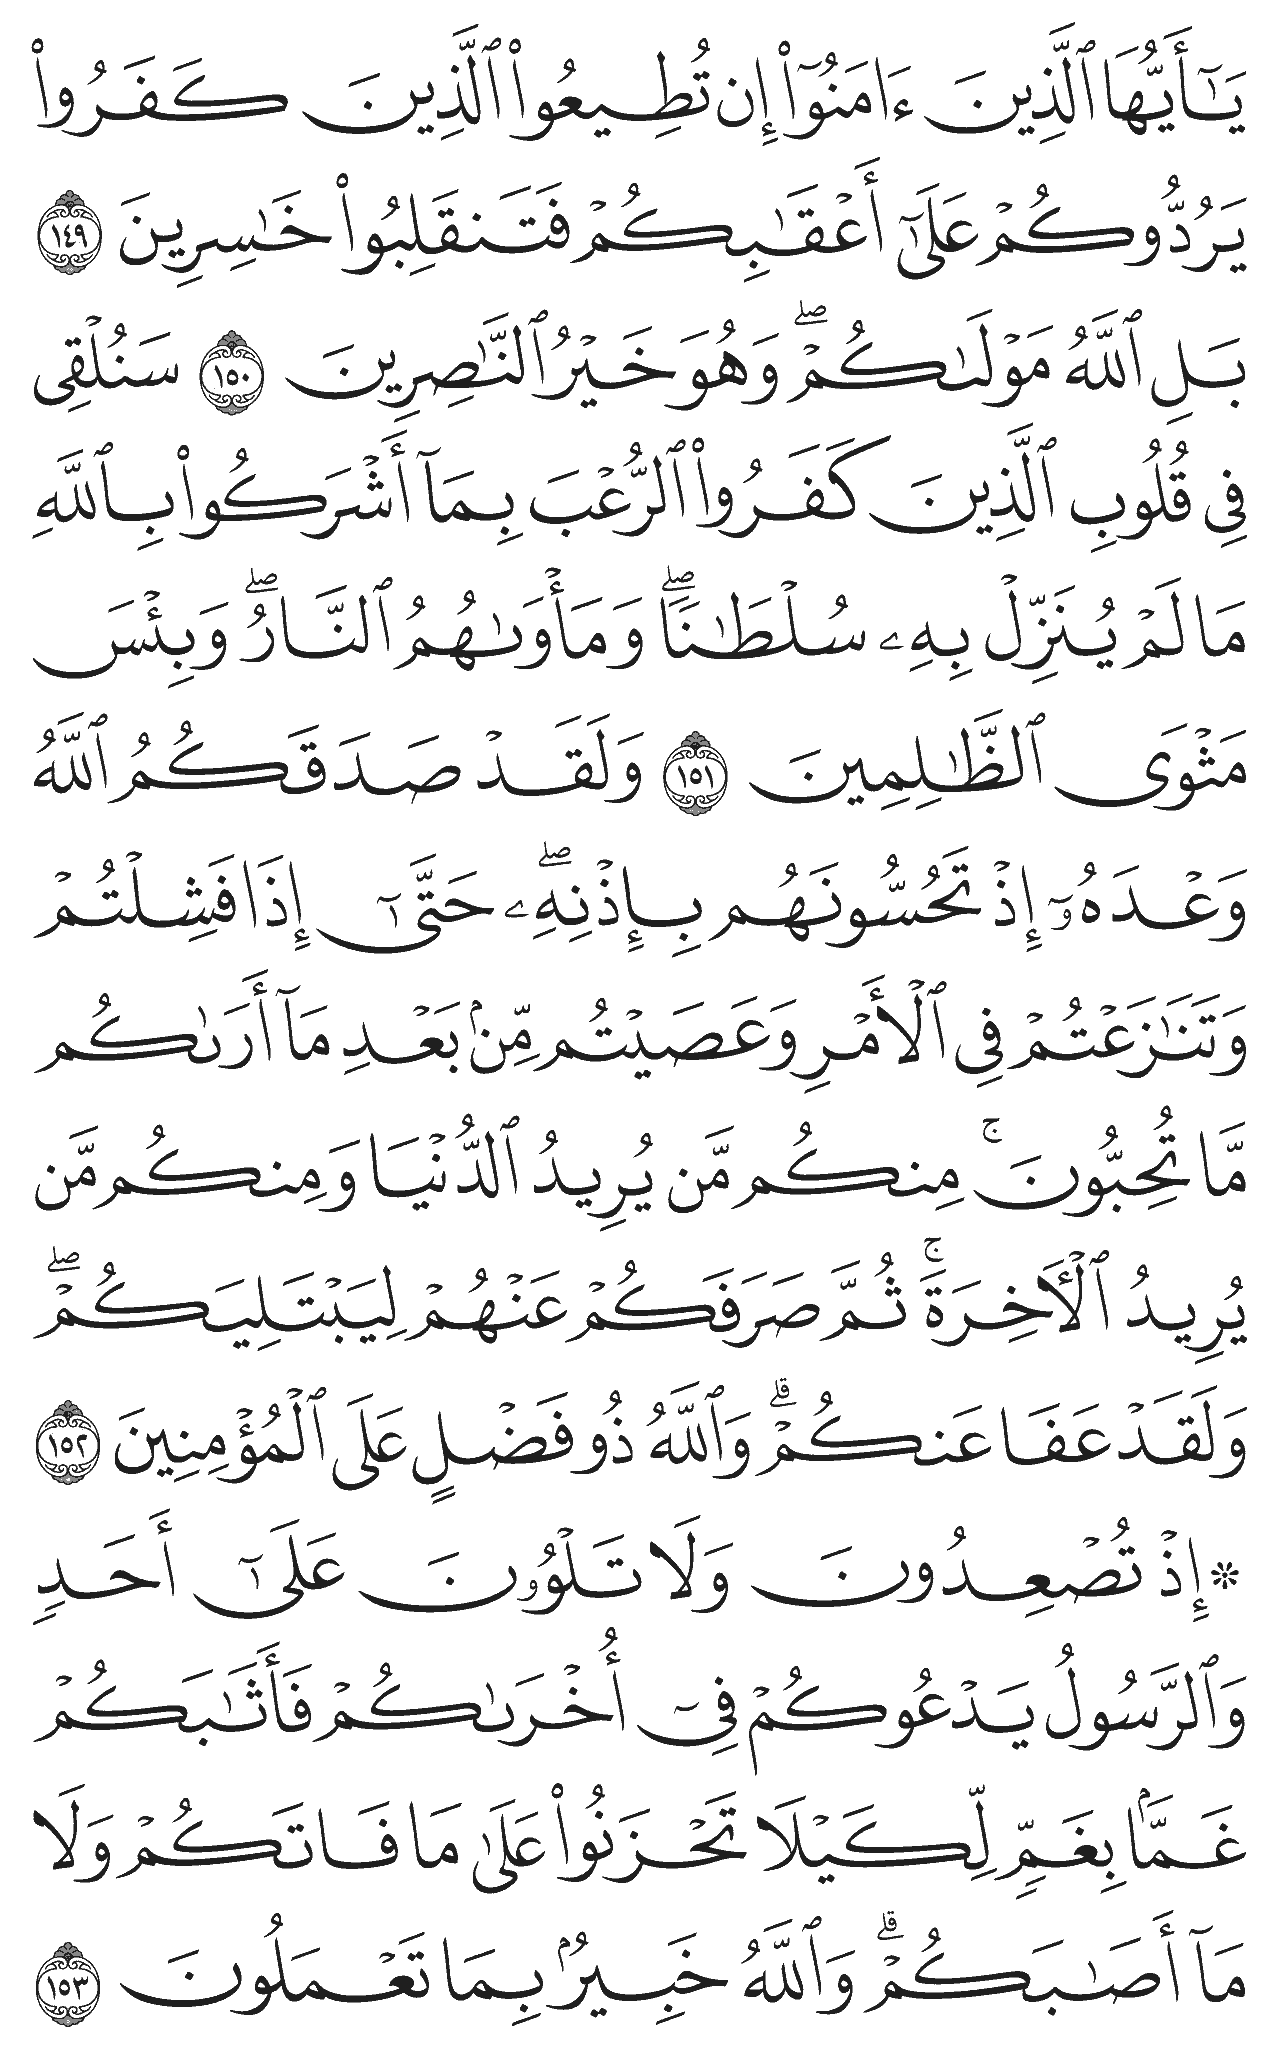 يَـٰٓأَيُّهَا ٱلَّذِينَ ءَامَنُوٓا۟ إِن تُطِيعُوا۟ ٱلَّذِينَ كَفَرُوا۟
يَرُدُّوكُمْ عَلَىٰٓ أَعْقَـٰبِكُمْ فَتَنقَلِبُوا۟ خَـٰسِرِينَ ١٤٩
بَلِ ٱللَّهُ مَوْلَىٰكُمْ ۖ وَهُوَ خَيْرُ ٱلنَّـٰصِرِينَ ١٥٠ سَنُلْقِى
فِى قُلُوبِ ٱلَّذِينَ كَفَرُوا۟ ٱلرُّعْبَ بِمَآ أَشْرَكُوا۟ بِٱللَّهِ
مَا لَمْ يُنَزِّلْ بِهِۦ سُلْطَـٰنًا ۖ وَمَأْوَىٰهُمُ ٱلنَّارُ ۖ وَبِئْسَ
مَثْوَى ٱلظَّـٰلِمِينَ ١٥١ وَلَقَدْ صَدَقَكُمُ ٱللَّهُ
وَعْدَهُۥٓ إِذْ تَحُسُّونَهُم بِإِذْنِهِۦ ۖ حَتَّىٰٓ إِذَا فَشِلْتُمْ
وَتَنَـٰزَعْتُمْ فِى ٱلْأَمْرِ وَعَصَيْتُم مِّنۢ بَعْدِ مَآ أَرَىٰكُم
مَّا تُحِبُّونَ ۚ مِنكُم مَّن يُرِيدُ ٱلدُّنْيَا وَمِنكُم مَّن
يُرِيدُ ٱلْـَٔاخِرَةَ ۚ ثُمَّ صَرَفَكُمْ عَنْهُمْ لِيَبْتَلِيَكُمْ ۖ
وَلَقَدْ عَفَا عَنكُمْ ۗ وَٱللَّهُ ذُو فَضْلٍ عَلَى ٱلْمُؤْمِنِينَ ١٥٢
۞ إِذْ تُصْعِدُونَ وَلَا تَلْوُۥنَ عَلَىٰٓ أَحَدٍ
وَٱلرَّسُولُ يَدْعُوكُمْ فِىٓ أُخْرَىٰكُمْ فَأَثَـٰبَكُمْ
غَمًّۢا بِغَمٍّ لِّكَيْلَا تَحْزَنُوا۟ عَلَىٰ مَا فَاتَكُمْ وَلَا
مَآ أَصَـٰبَكُمْ ۗ وَٱللَّهُ خَبِيرٌۢ بِمَا تَعْمَلُونَ ١٥٣